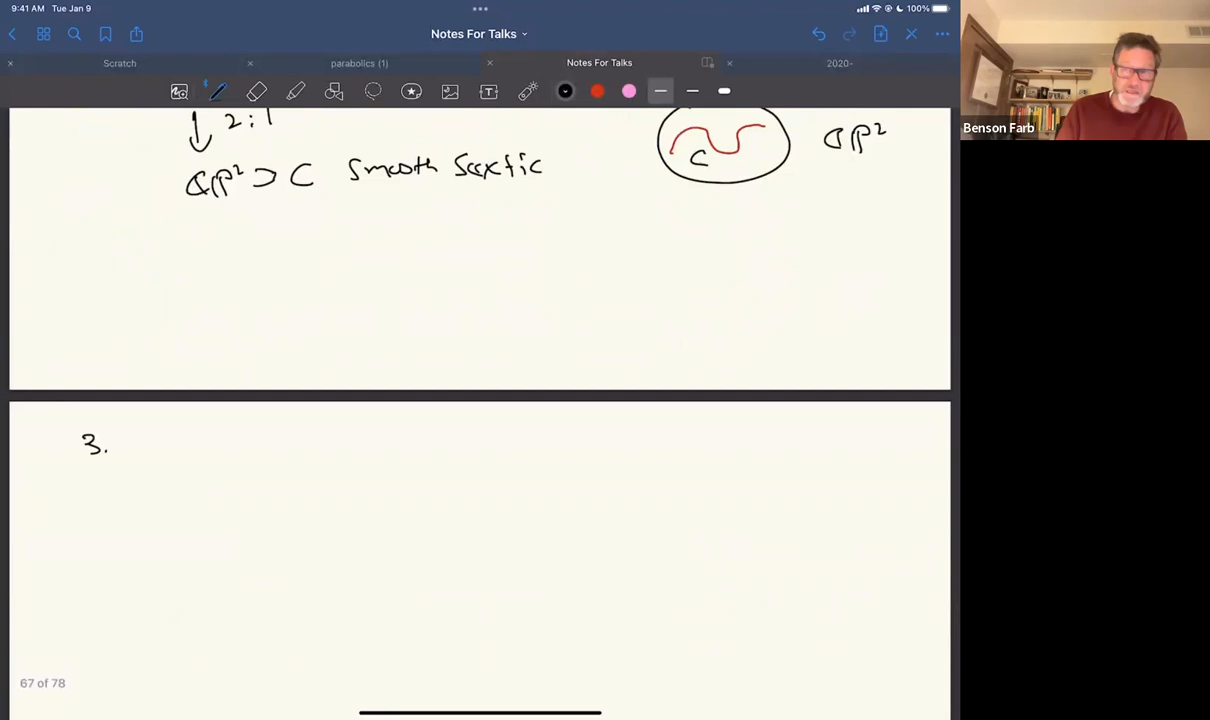 9:41 AM Tue Jan 9
100%
Notes For Talks
Scratch
parabolics (1)
Notes For Talks
2020-
Benson Farb
↓ 2:1
ℂℙ² ⊃ C smooth sextic
C
ℂℙ²
3.
67 of 78